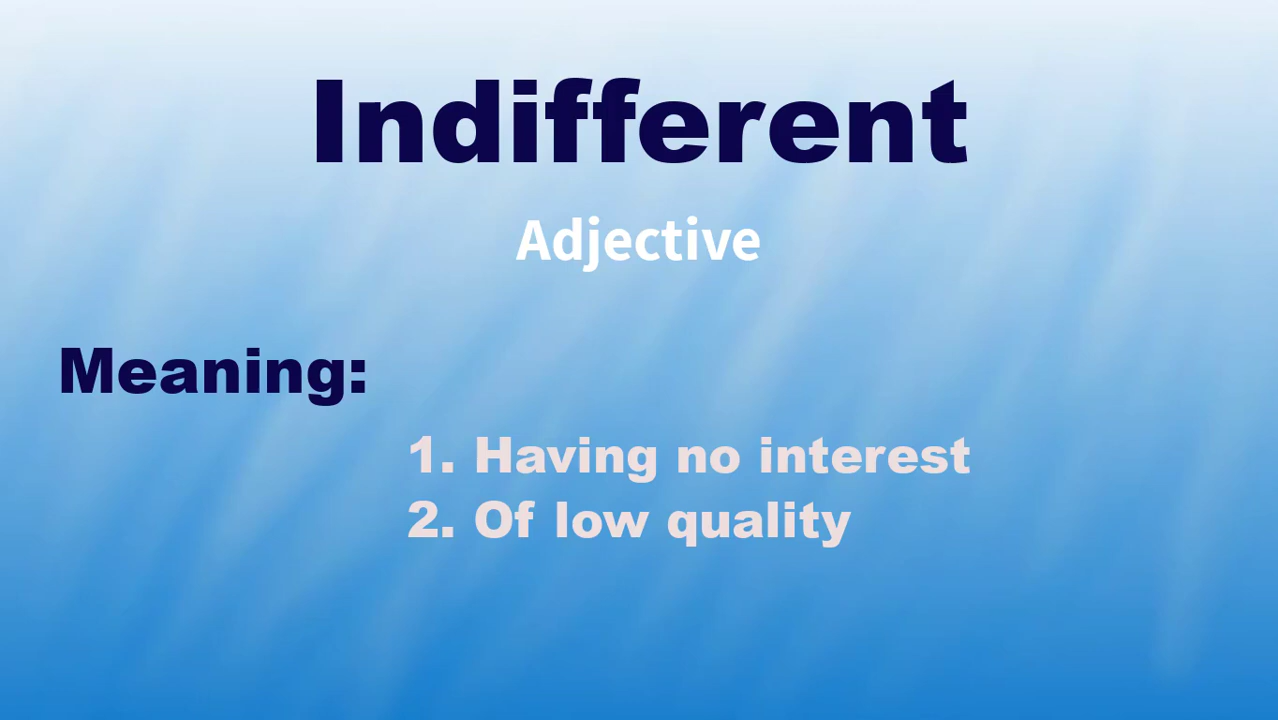 Indifferent
Adjective
Meaning:
1. Having no interest
2. Of low quality